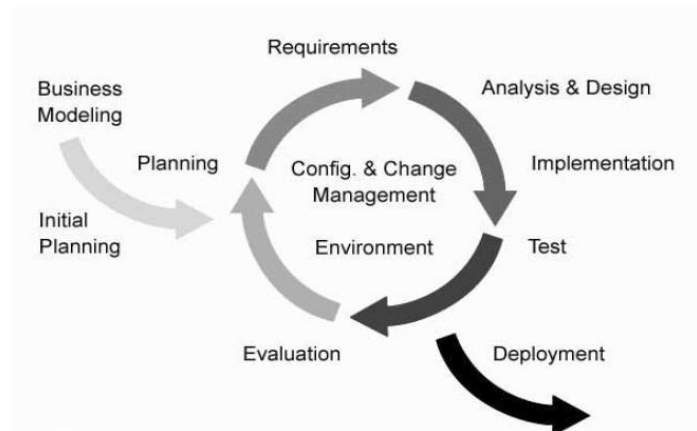 Requirements
Business
Modeling
Analysis & Design
Planning
Config. & Change
Management
Implementation
Initial
Planning
Environment
Test
Evaluation
Deployment